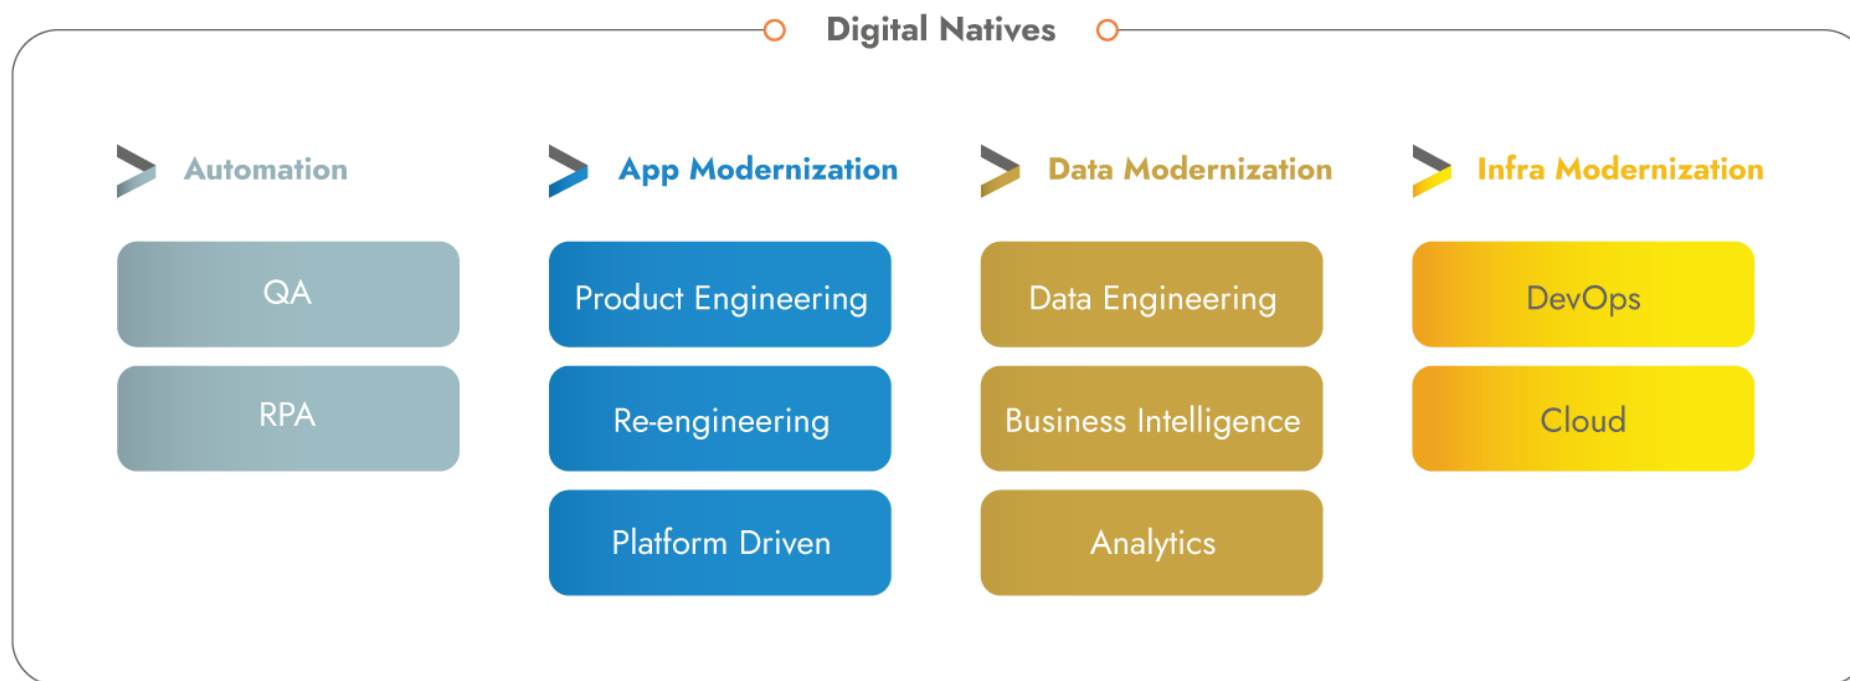 Digital Natives
Automation
QA
RPA
App Modernization
Product Engineering
Re-engineering
Platform Driven
Data Modernization
Data Engineering
Business Intelligence
Analytics
Infra Modernization
DevOps
Cloud